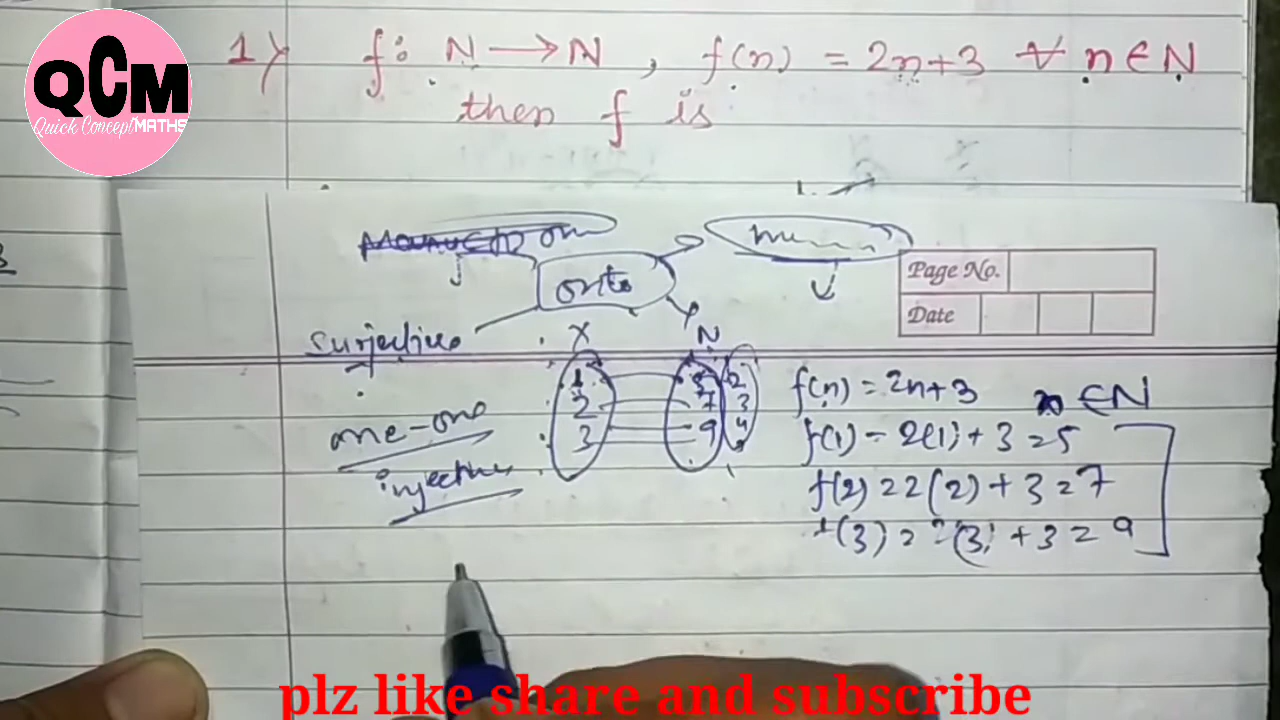 QCM
Quick Concept MATHS
1) f: N → N , f(n) = 2n+3 ∀ n ∈ N
then f is
onto
Page No.
Date
surjective
X N
1 5 2
2 7 3
3 9 4
one-one
injective
f(n) = 2n+3 n ∈ N
f(1) = 2(1) + 3 = 5
f(2) = 2(2) + 3 = 7
f(3) = 2(3) + 3 = 9
plz like share and subscribe